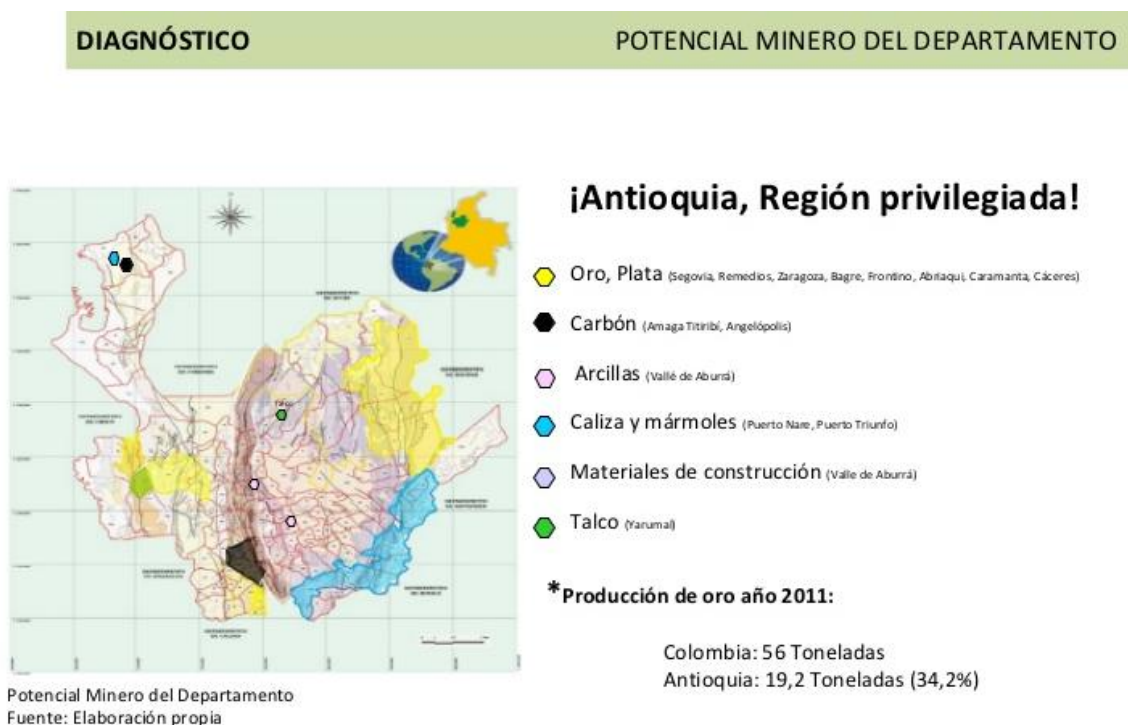 DIAGNÓSTICO
POTENCIAL MINERO DEL DEPARTAMENTO
¡Antioquia, Región privilegiada!
Oro, Plata (Segovia, Remedios, Zaragoza, Bagre, Frontino, Abriaqui, Caramanta, Cáceres)
Carbón (Amaga Titiribí, Angelópolis)
Arcillas (Vallé de Aburrá)
Caliza y mármoles (Puerto Nare, Puerto Triunfo)
Materiales de construcción (Valle de Aburrá)
Talco (Yarumal)
*Producción de oro año 2011:
Colombia: 56 Toneladas
Antioquia: 19,2 Toneladas (34,2%)
Potencial Minero del Departamento
Fuente: Elaboración propia